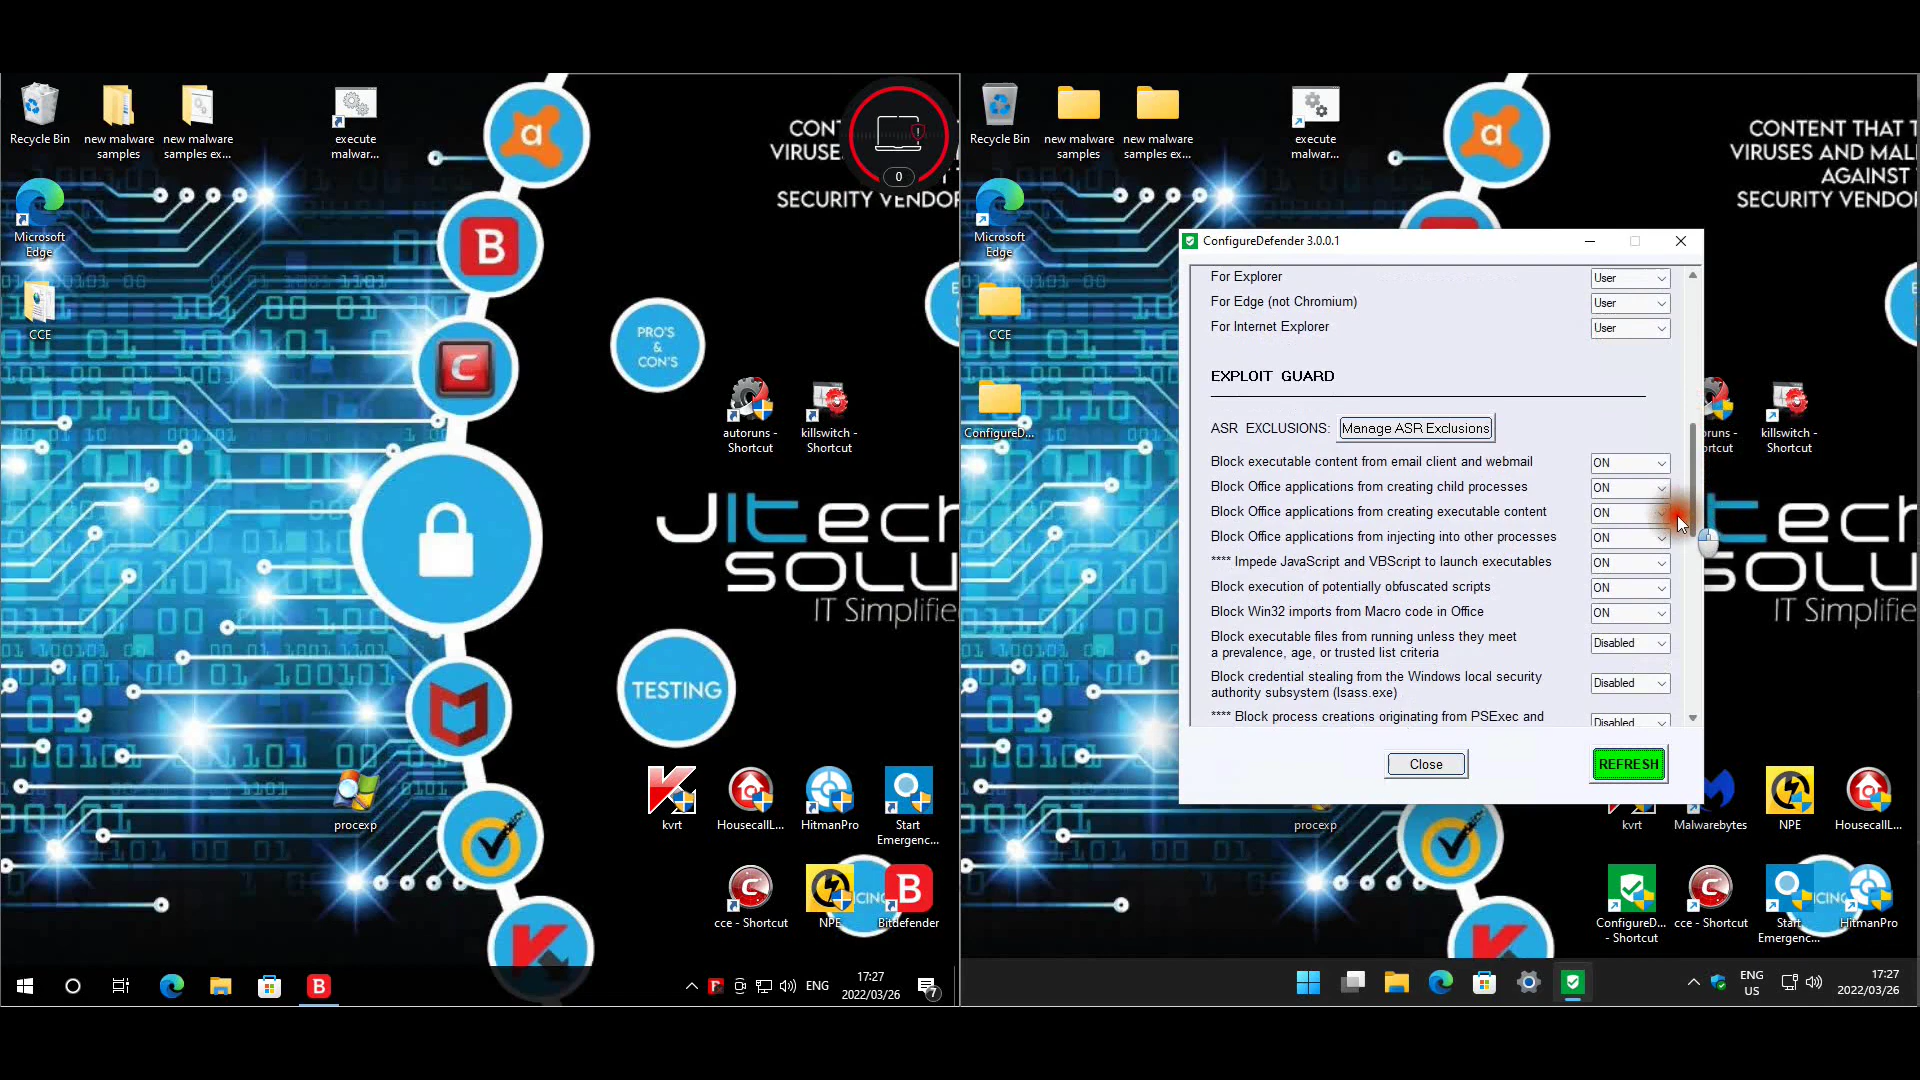 Recycle Bin
new malware
samples
new malware
samples ex...
execute
malwar...
Microsoft
Edge
CCE
PRO'S
&
CON'S
0
SECURITY VENDOR
autoruns -
Shortcut
killswitch -
Shortcut
JITech
SOLU
IT Simplifie
TESTING
procexp
kvrt
HousecallL...
HitmanPro
Start
Emergenc...
cce - Shortcut
NPE
Bitdefender
ENG
17:27
2022/03/26
7
Recycle Bin
new malware
samples
new malware
samples ex...
execute
malwar...
CONTENT THAT T
VIRUSES AND MAL
AGAINST
SECURITY VENDO
Microsoft
Edge
CCE
ConfigureD...
ConfigureDefender 3.0.0.1
For Explorer
User
For Edge (not Chromium)
User
For Internet Explorer
User
EXPLOIT GUARD
ASR EXCLUSIONS:
Manage ASR Exclusions
Block executable content from email client and webmail
ON
Block Office applications from creating child processes
ON
Block Office applications from creating executable content
ON
Block Office applications from injecting into other processes
ON
**** Impede JavaScript and VBScript to launch executables
ON
Block execution of potentially obfuscated scripts
ON
Block Win32 imports from Macro code in Office
ON
Block executable files from running unless they meet
a prevalence, age, or trusted list criteria
Disabled
Block credential stealing from the Windows local security
authority subsystem (lsass.exe)
Disabled
**** Block process creations originating from PSExec and
Disabled
Close
REFRESH
runs -
rtcut
killswitch -
Shortcut
ech
SOLU
IT Simplifie
procexp
kvrt
Malwarebytes
NPE
HousecallL...
ConfigureD...
- Shortcut
cce - Shortcut
Start
Emergenc...
HitmanPro
ENG
US
17:27
2022/03/26